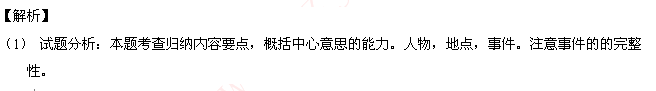 【解析】
（1） 试题分析：本题考查归纳内容要点，概括中心意思的能力。人物，地点，事件。注意事件的的完整
性。